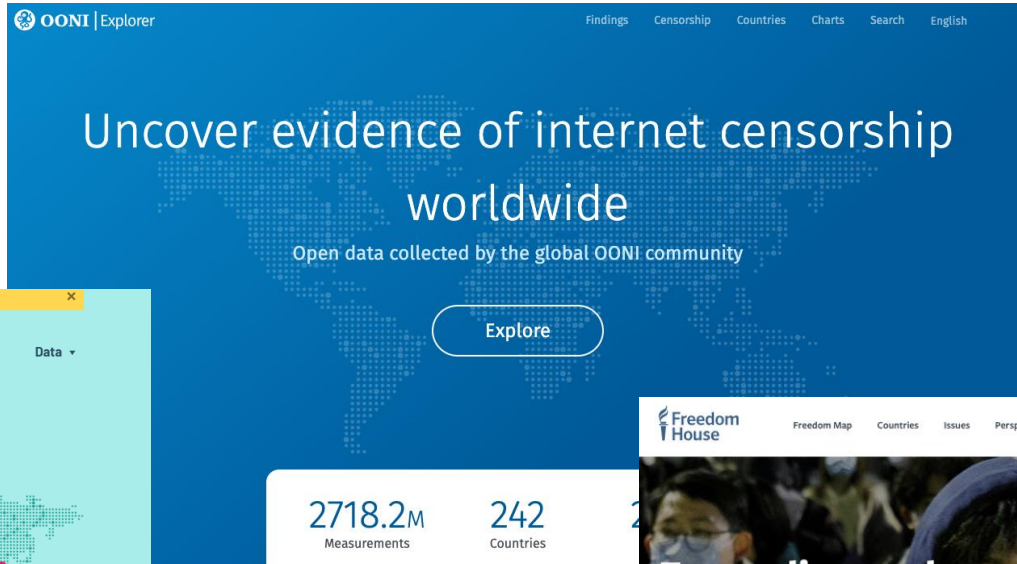 OONI | Explorer
Findings Censorship Countries Charts Search English
Uncover evidence of internet censorship
worldwide
Open data collected by the global OONI community
Explore
×
Data ▾
Freedom
House
Freedom Map Countries Issues
2718.2M 242
Measurements Countries